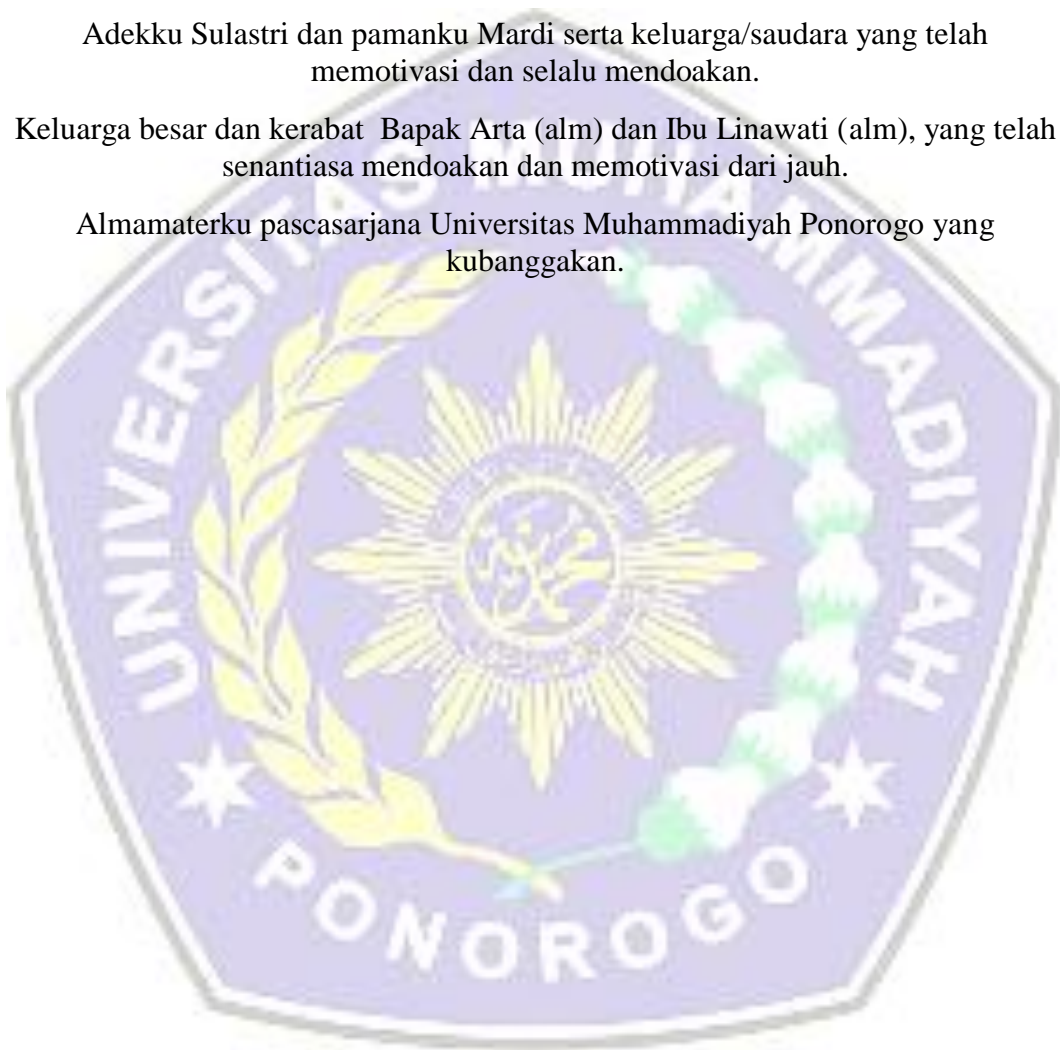 Adekku Sulastri dan pamanku Mardi serta keluarga/saudara yang telah
memotivasi dan selalu mendoakan.
Keluarga besar dan kerabat Bapak Arta (alm) dan Ibu Linawati (alm), yang telah
senantiasa mendoakan dan memotivasi dari jauh.
Almamaterku pascasarjana Universitas Muhammadiyah Ponorogo yang
kubanggakan.
UNIVERSITAS MUHAMMADIYAH
PONOROGO